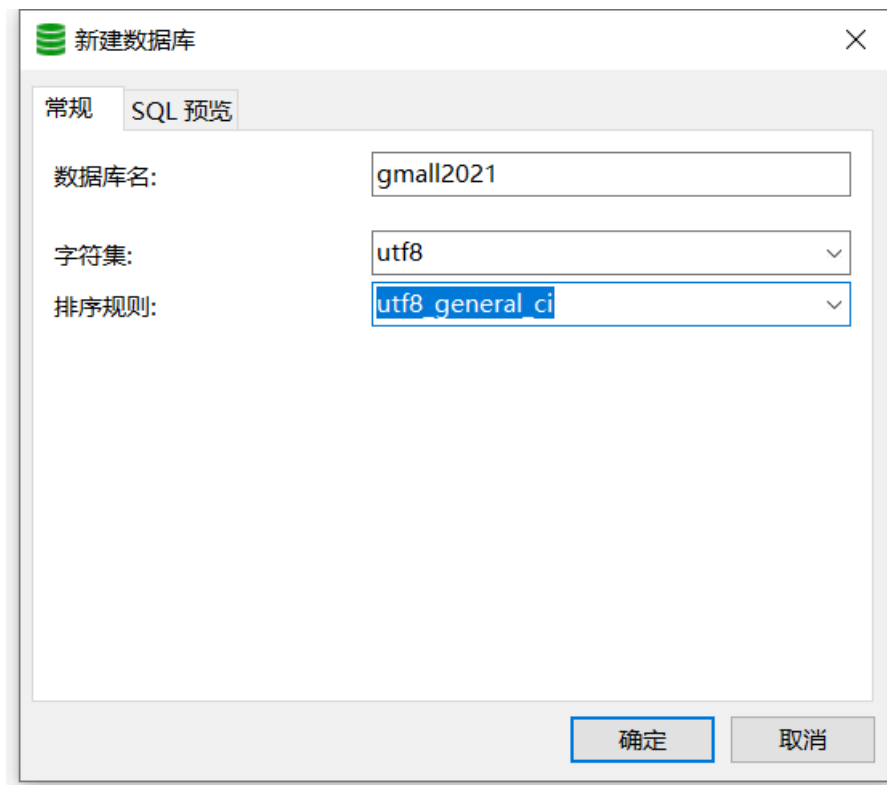 新建数据库
常规 SQL 预览
数据库名: gmall2021
字符集: utf8
排序规则: utf8_general_ci
确定 取消